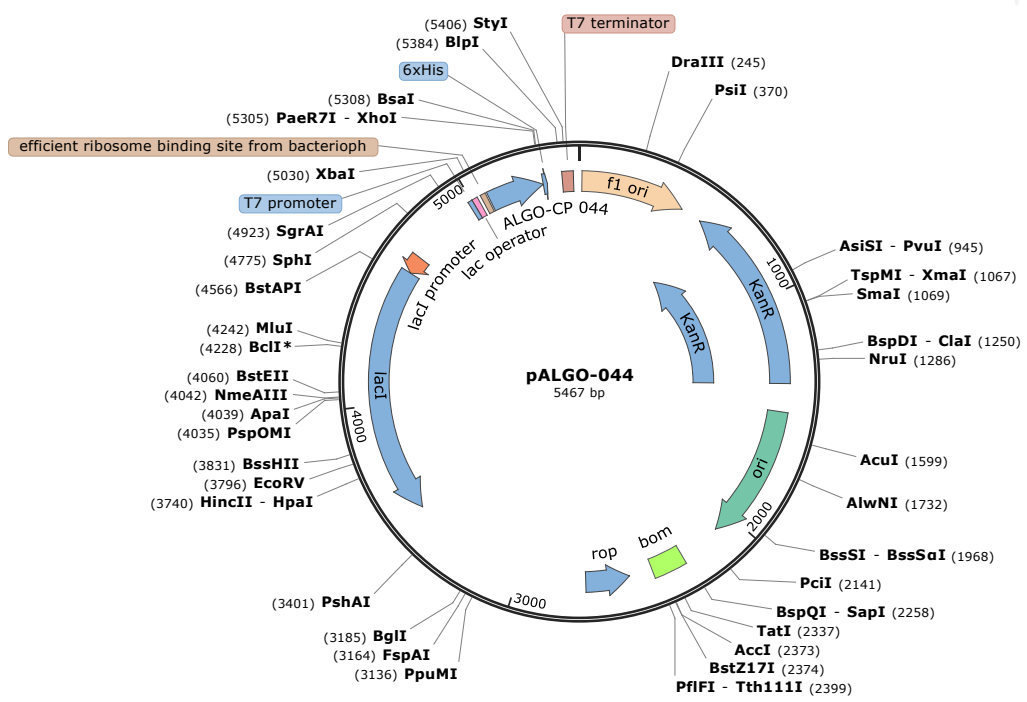 (5406) StyI
(5384) BlpI
T7 terminator
6xHis
DraIII (245)
PsiI (370)
(5308) BsaI
(5305) PaeR7I - XhoI
efficient ribosome binding site from bacterioph
(5030) XbaI
T7 promoter
(4923) SgrAI
(4775) SphI
(4566) BstAPI
(4242) MluI
(4228) BclI*
(4060) BstEII
(4042) NmeAIII
(4039) ApaI
(4035) PspOMI
(3831) BssHII
(3796) EcoRV
(3740) HincII - HpaI
(3401) PshAI
(3185) BglI
(3164) FspAI
(3136) PpuMI
AsiSI - PvuI (945)
TspMI - XmaI (1067)
SmaI (1069)
BspDI - ClaI (1250)
NruI (1286)
AcuI (1599)
AlwNI (1732)
BssSI - BssSαI (1968)
PciI (2141)
BspQI - SapI (2258)
TatI (2337)
AccI (2373)
BstZ17I (2374)
PflFI - Tth111I (2399)
5000
1000
2000
3000
4000
f1 ori
KanR
KanR
ori
bom
rop
lacI
lacI promoter
lac operator
ALGO-CP 044
pALGO-044
5467 bp